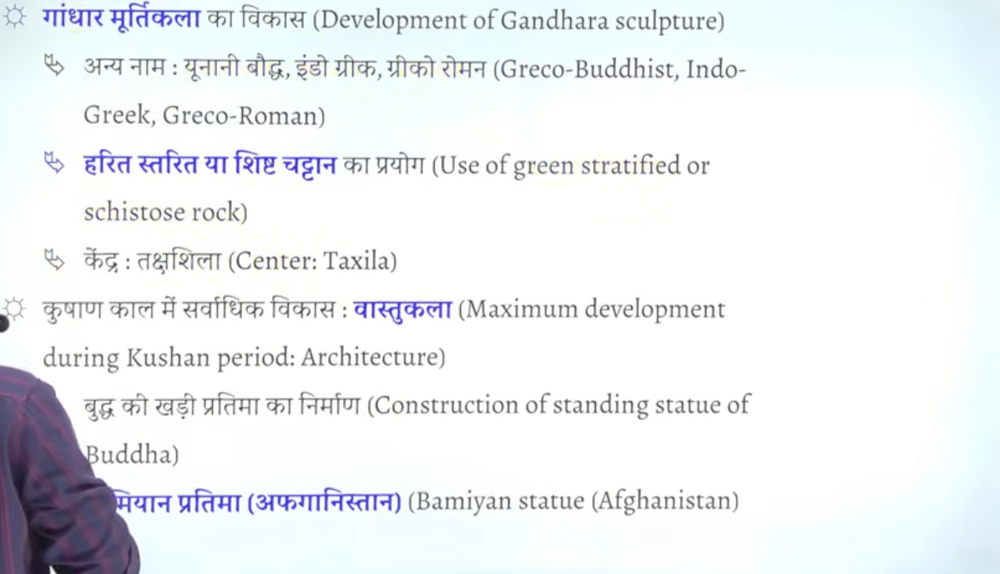 गांधार मूर्तिकला का विकास (Development of Gandhara sculpture)
अन्य नाम : यूनानी बौद्ध, इंडो ग्रीक, ग्रीको रोमन (Greco-Buddhist, Indo-
Greek, Greco-Roman)
हरित स्तरित या शिष्ट चट्टान का प्रयोग (Use of green stratified or
schistose rock)
केंद्र : तक्षशिला (Center: Taxila)
कुषाण काल में सर्वाधिक विकास : वास्तुकला (Maximum development
during Kushan period: Architecture)
बुद्ध की खड़ी प्रतिमा का निर्माण (Construction of standing statue of
Buddha)
प्रतिमा (अफगानिस्तान) (Bamiyan statue (Afghanistan)